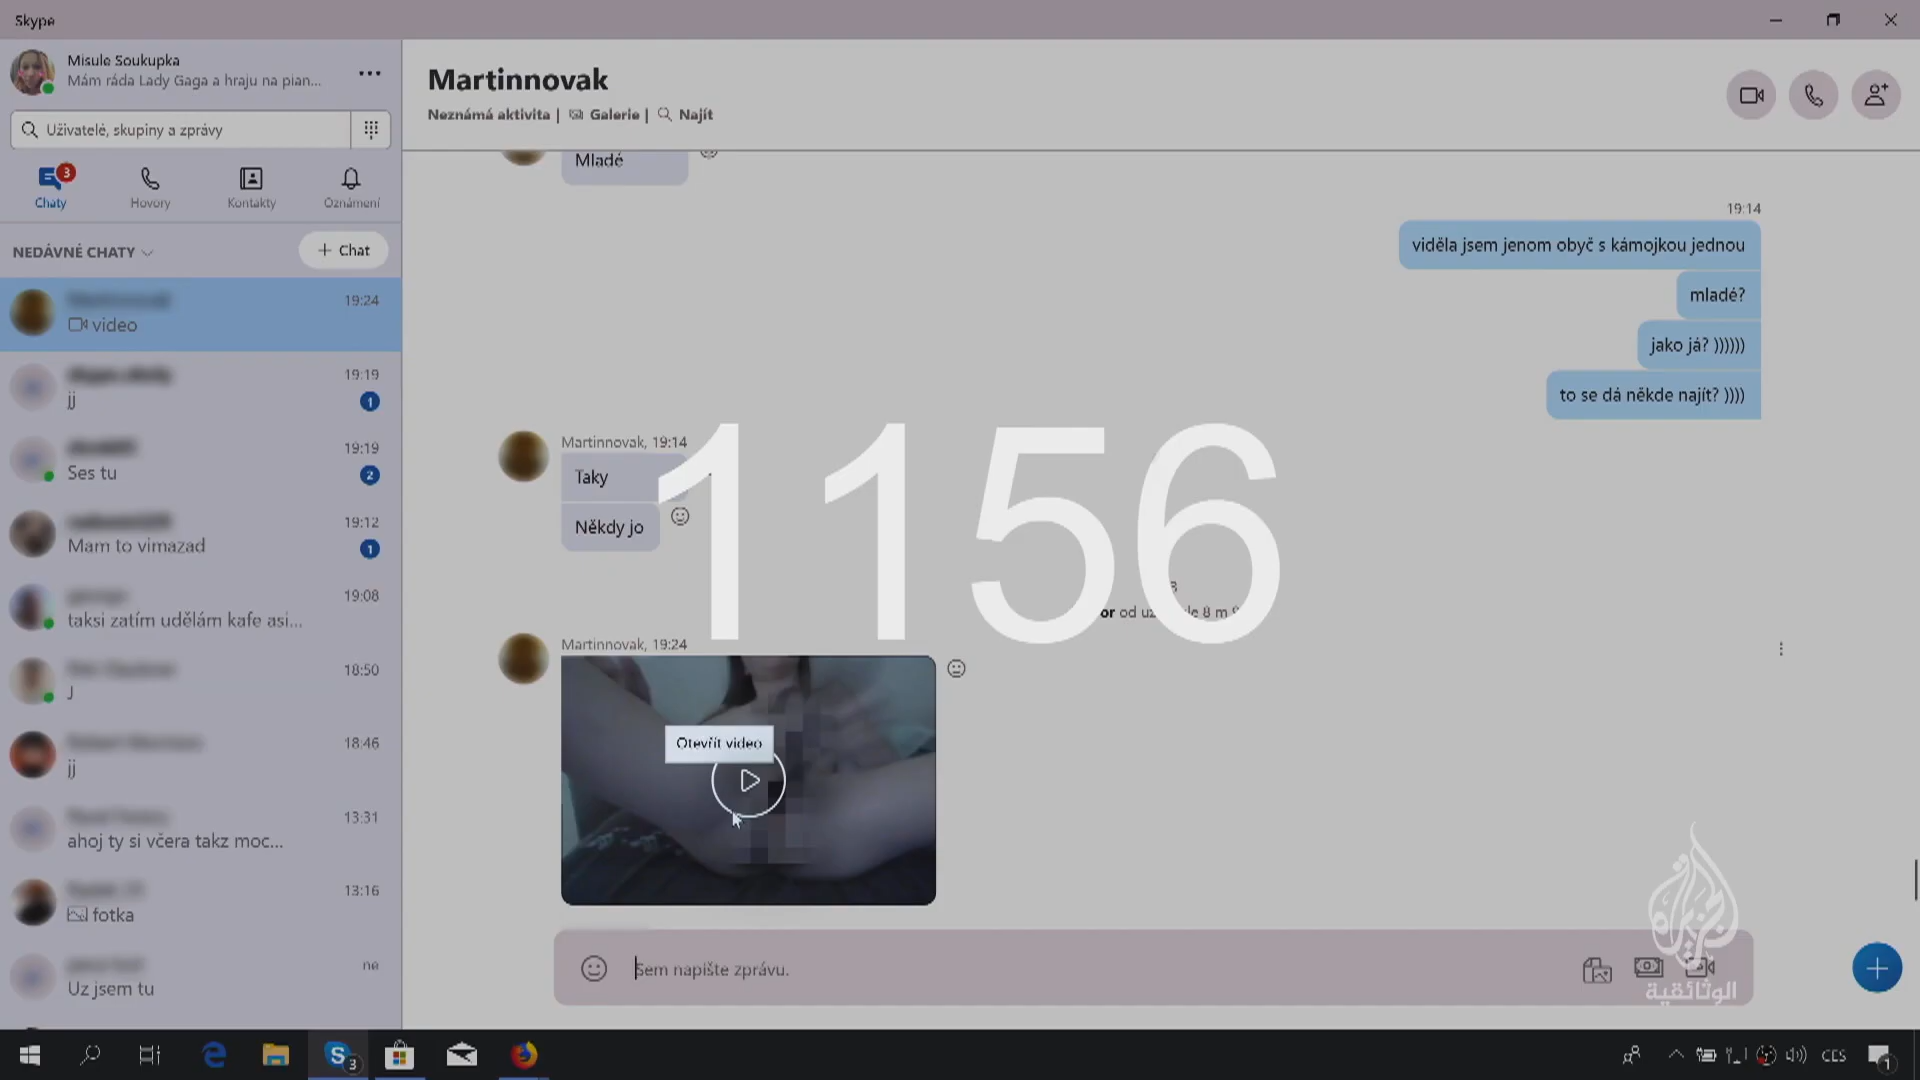 Skype
Misule Soukupka
Mám ráda Lady Gaga a hraju na pian...
Uživatelé, skupiny a zprávy
3
Chaty
Hovory
Kontakty
Oznámení
NEDÁVNÉ CHATY
+ Chat
19:24
video
19:19
jj
1
19:19
Ses tu
2
19:12
Mam to vimazad
1
19:08
taksi zatím udělám kafe asi...
18:50
J
18:46
jj
13:31
ahoj ty si včera takz moc...
13:16
fotka
ne
Uz jsem tu
Martinnovak
Neznámá aktivita | Galerie | Najít
Mladé
19:14
viděla jsem jenom obyč s kámojkou jednou
mladé?
jako já? ))))))
to se dá někde najít? ))))
Martinnovak, 19:14
Taky
Někdy jo
1156
Martinnovak, 19:24
Otevřít video
Sem napište zprávu.
الجزيرة
الوثائقية
3
CES
1